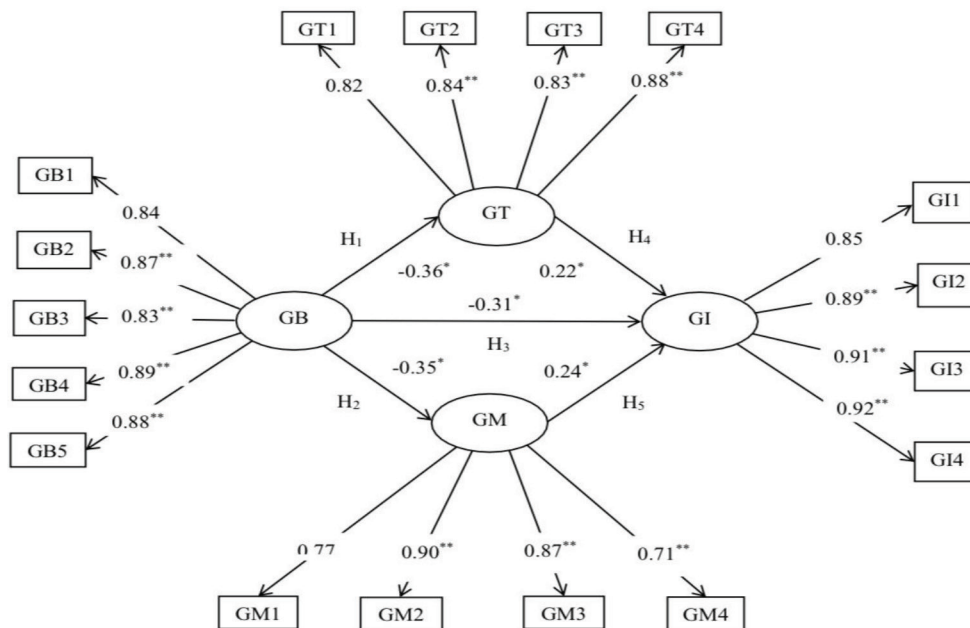 GT1 GT2 GT3 GT4
0.82 0.84** 0.83** 0.88**
GB1
0.84
GB2
0.87**
GB3
0.83**
GB4
0.89**
GB5
0.88**
GT
H1
H4
-0.36*
0.22*
GB
-0.31*
H3
GI
-0.35*
0.24*
H2
H5
GM
GI1
0.85
GI2
0.89**
GI3
0.91**
0.92**
GI4
0.77 0.90** 0.87** 0.71**
GM1 GM2 GM3 GM4